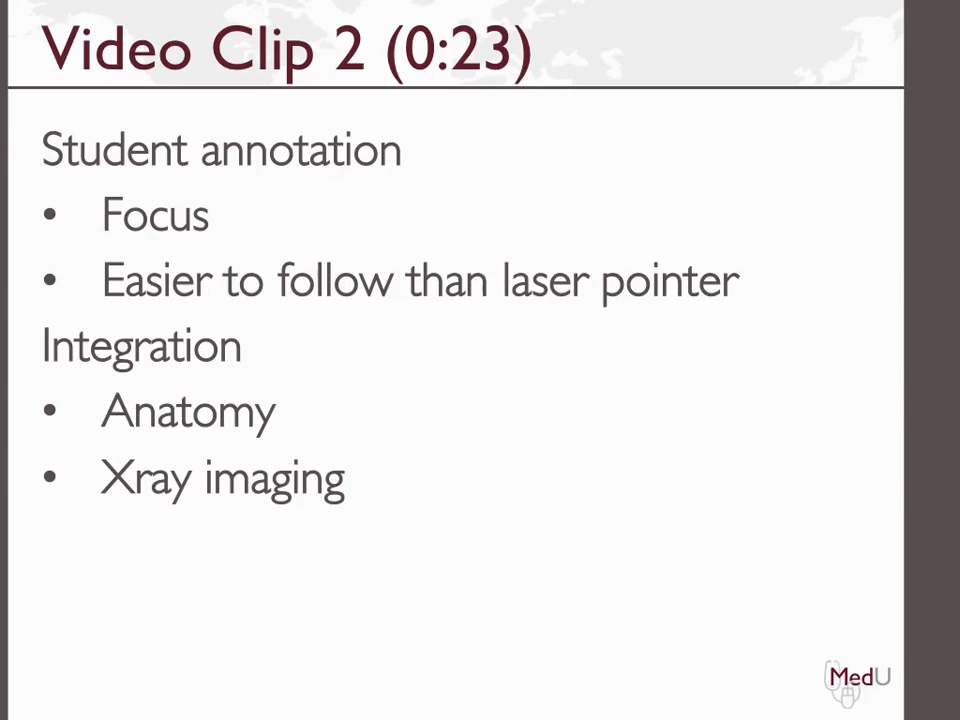 Video Clip 2 (0:23)
Student annotation
• Focus
• Easier to follow than laser pointer
Integration
• Anatomy
• Xray imaging
MedU